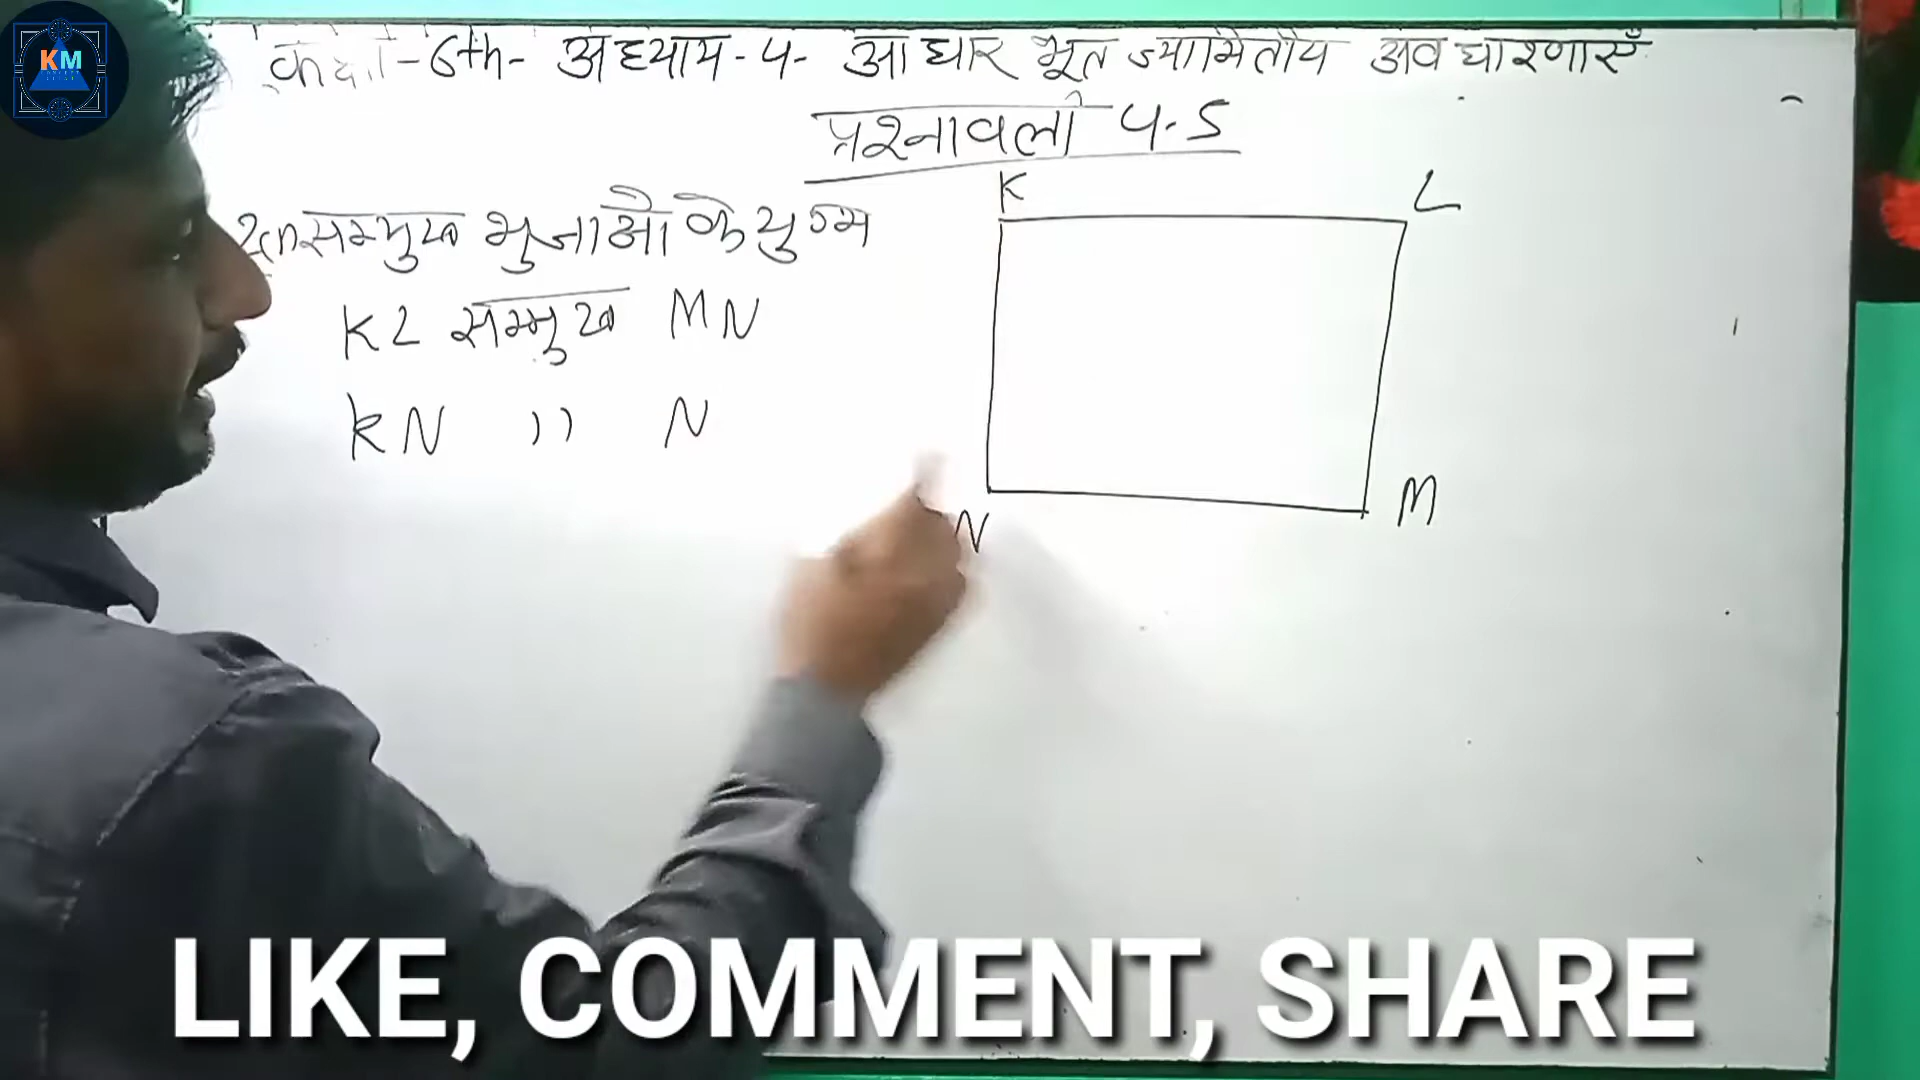 KM
कक्षा - 6th - अध्याय - 4 - आधार भूत ज्यामितीय अवधारणाएँ
प्रश्नावली 4.5
सम्मुख भुजाओ के युग्म
K L
KL सम्मुख MN
KN " N
N M
LIKE, COMMENT, SHARE